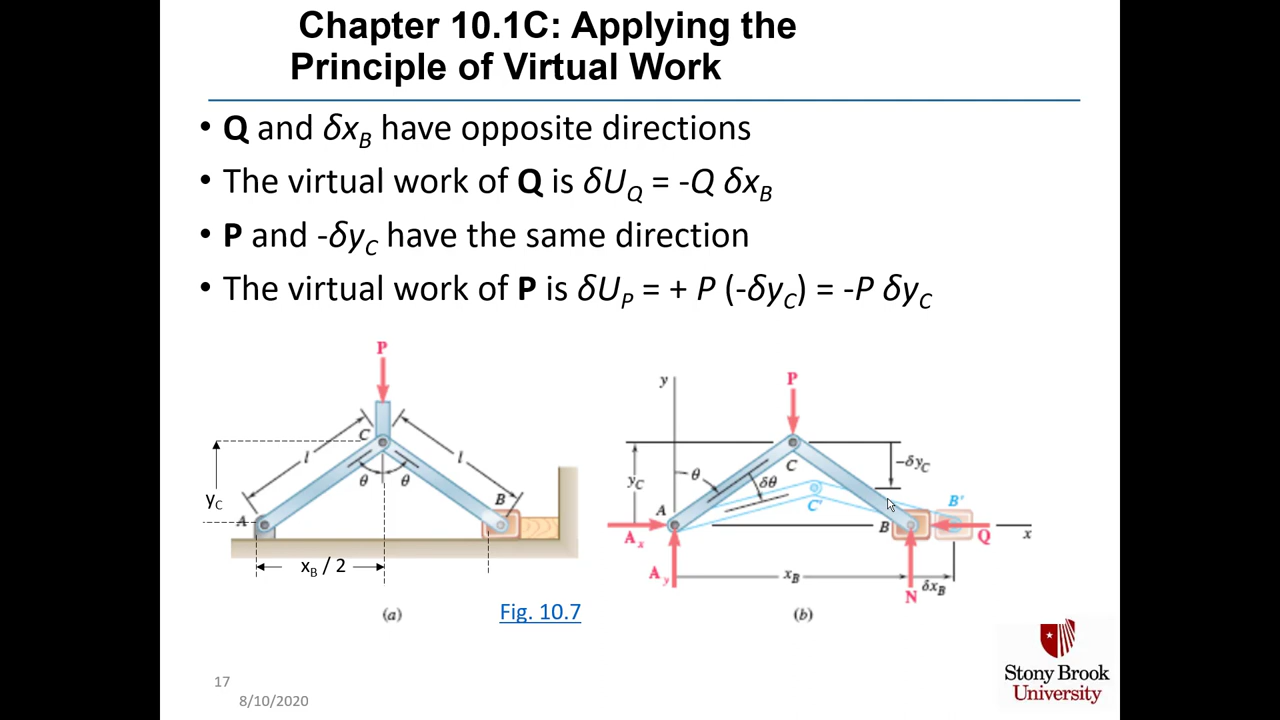 Chapter 10.1C: Applying the
Principle of Virtual Work
• Q and δx_B have opposite directions
• The virtual work of Q is δU_Q = -Q δx_B
• P and -δy_C have the same direction
• The virtual work of P is δU_P = + P (-δy_C) = -P δy_C
P
C
l
l
θ
θ
y_C
A
B
x_B / 2
(a)
Fig. 10.7
y
P
θ
C
δθ
-δy_C
y_C
A
C'
B
B'
A_x
Q
x
A_y
x_B
N
δx_B
(b)
17
8/10/2020
Stony Brook
University